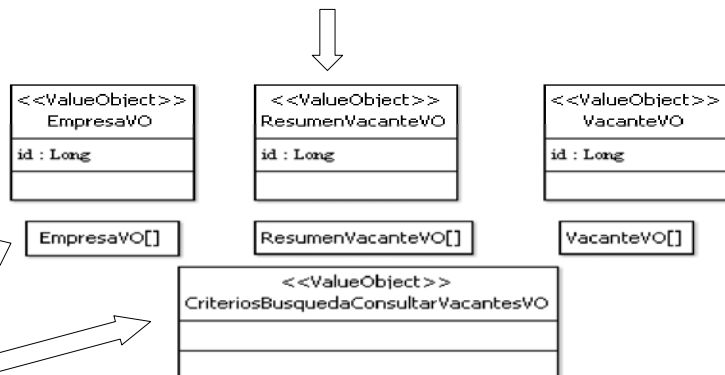 <<ValueObject>>
EmpresaVO
id : Long
<<ValueObject>>
ResumenVacanteVO
id : Long
<<ValueObject>>
VacanteVO
id : Long
EmpresaVO[]
ResumenVacanteVO[]
VacanteVO[]
<<ValueObject>>
CriteriosBusquedaConsultarVacantesVO